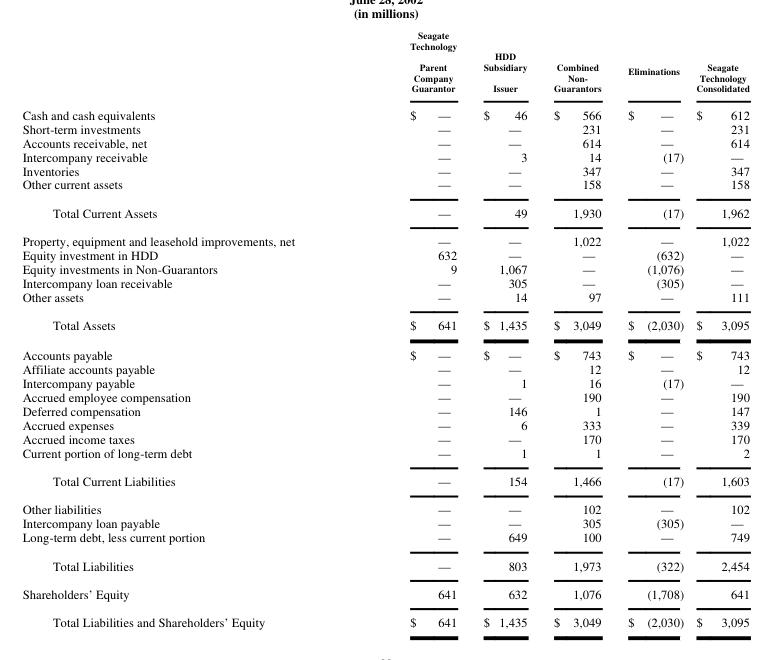 June 28, 2002
(in millions)
Seagate Technology Parent Company Guarantor | HDD Subsidiary Issuer | Combined Non-Guarantors | Eliminations | Seagate Technology Consolidated
Cash and cash equivalents $ — $ 46 $ 566 $ — $ 612
Short-term investments — — 231 — 231
Accounts receivable, net — — 614 — 614
Intercompany receivable — 3 14 (17) —
Inventories — — 347 — 347
Other current assets — — 158 — 158
Total Current Assets — 49 1,930 (17) 1,962
Property, equipment and leasehold improvements, net — — 1,022 — 1,022
Equity investment in HDD 632 — — (632) —
Equity investments in Non-Guarantors 9 1,067 — (1,076) —
Intercompany loan receivable — 305 — (305) —
Other assets — 14 97 — 111
Total Assets $ 641 $ 1,435 $ 3,049 $ (2,030) $ 3,095
Accounts payable $ — $ — $ 743 $ — $ 743
Affiliate accounts payable — — 12 — 12
Intercompany payable — 1 16 (17) —
Accrued employee compensation — — 190 — 190
Deferred compensation — 146 1 — 147
Accrued expenses — 6 333 — 339
Accrued income taxes — — 170 — 170
Current portion of long-term debt — 1 1 — 2
Total Current Liabilities — 154 1,466 (17) 1,603
Other liabilities — — 102 — 102
Intercompany loan payable — — 305 (305) —
Long-term debt, less current portion — 649 100 — 749
Total Liabilities — 803 1,973 (322) 2,454
Shareholders’ Equity 641 632 1,076 (1,708) 641
Total Liabilities and Shareholders’ Equity $ 641 $ 1,435 $ 3,049 $ (2,030) $ 3,095